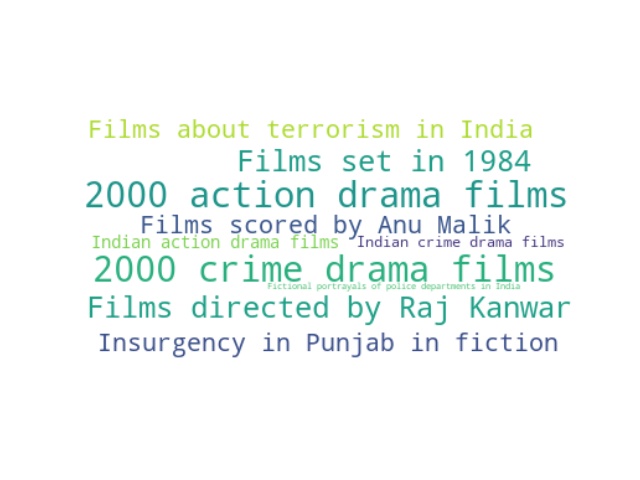 Films about terrorism in India
Films set in 1984
2000 action drama films
Films scored by Anu Malik
Indian action drama films Indian crime drama films
2000 crime drama films
Fictional portrayals of police departments in India
Films directed by Raj Kanwar
Insurgency in Punjab in fiction